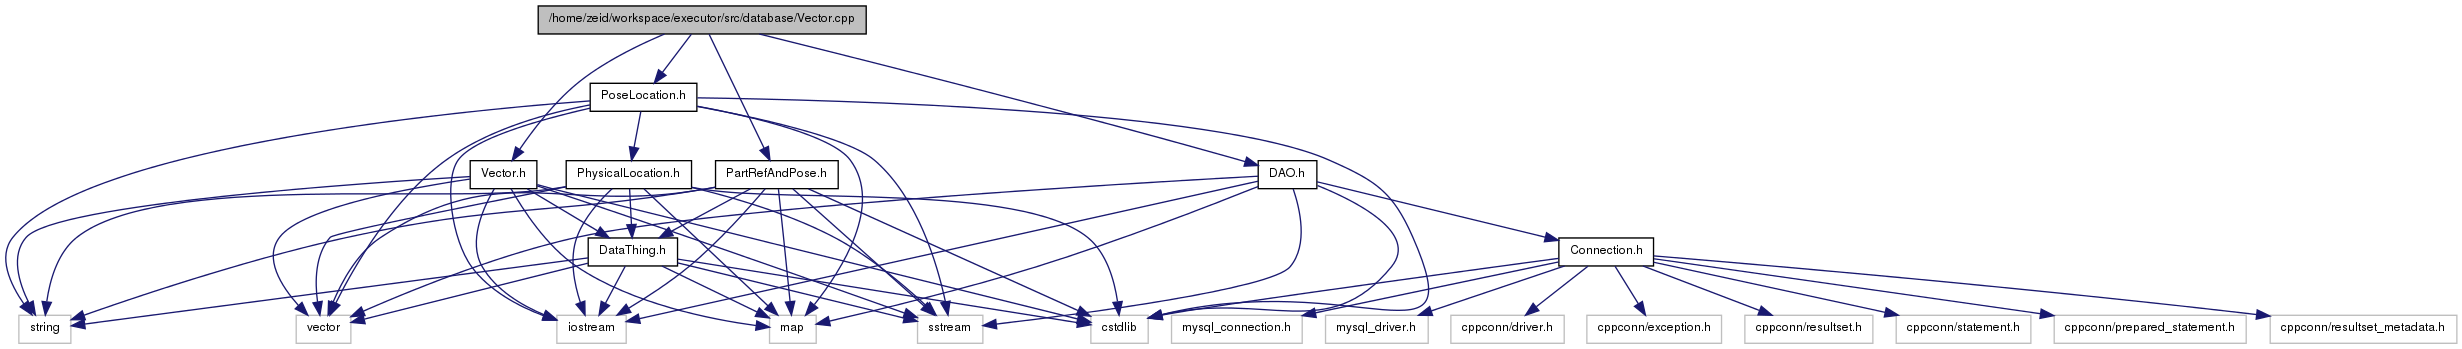 /home/zeid/workspace/executor/src/database/Vector.cpp
PoseLocation.h
Vector.h
PhysicalLocation.h
PartRefAndPose.h
DAO.h
DataThing.h
Connection.h
string
vector
iostream
map
sstream
cstdlib
mysql_connection.h
mysql_driver.h
cppconn/driver.h
cppconn/exception.h
cppconn/resultset.h
cppconn/statement.h
cppconn/prepared_statement.h
cppconn/resultset_metadata.h